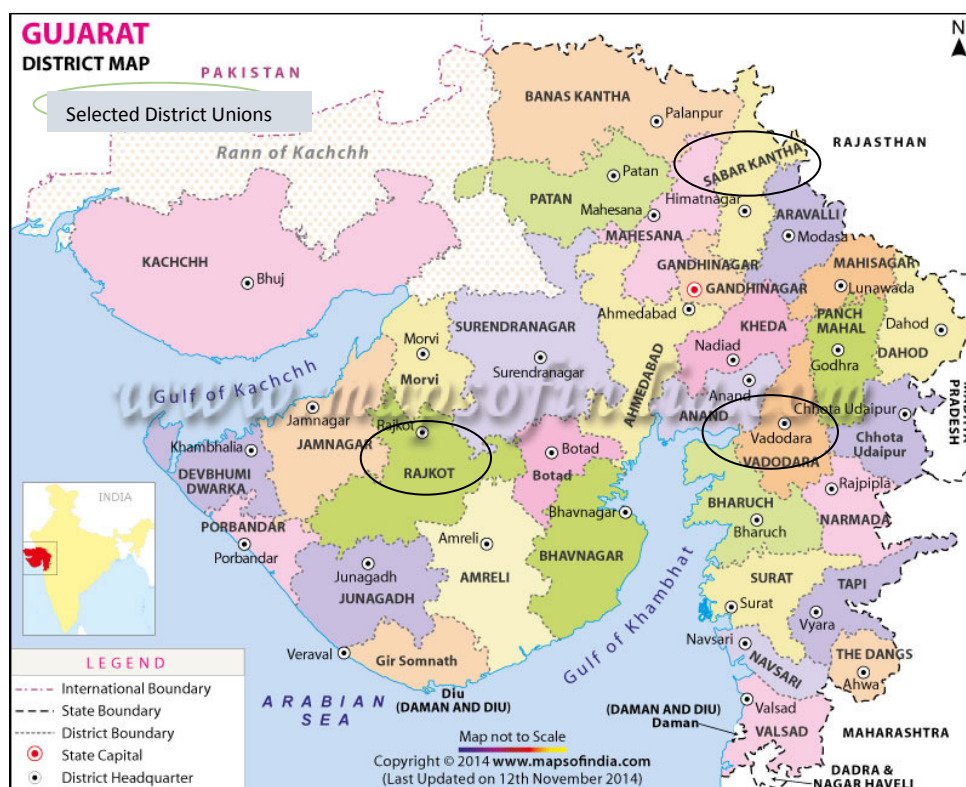 GUJARAT
DISTRICT MAP
N
PAKISTAN
Selected District Unions
Rann of Kachchh
BANAS KANTHA
Palanpur
RAJASTHAN
SABAR KANTHA
Patan
PATAN
Himatnagar
Mahesana
MAHESANA
ARAVALLI
Modasa
KACHCHH
Bhuj
GANDHINAGAR
GANDHINAGAR
MAHISAGAR
Lunawada
Ahmedabad
AHMEDABAD
SURENDRANAGAR
Surendranagar
KHEDA
Nadiad
PANCH
MAHAL
Godhra
Dahod
DAHOD
Morvi
Morvi
Gulf of Kachchh
www.mapsofindia.com
Anand
ANAND
Chhota Udaipur
Chhota
Udaipur
PRADESH
Jamnagar
JAMNAGAR
Rajkot
RAJKOT
Khambhalia
DEVBHUMI
DWARKA
Botad
Botad
Vadodara
VADODARA
Rajpipla
NARMADA
BHARUCH
Bharuch
Bhavnagar
BHAVNAGAR
PORBANDAR
Porbandar
Amreli
AMRELI
Junagadh
JUNAGADH
INDIA
Gulf of Khambhat
SURAT
Surat
TAPI
Vyara
Navsari
NAVSARI
THE DANGS
Ahwa
Veraval
Gir Somnath
Diu
(DAMAN AND DIU)
ARABIAN
SEA
(DAMAN AND DIU)
Daman
Valsad
VALSAD
MAHARASHTRA
DADRA &
NAGAR HAVELI
LEGEND
International Boundary
State Boundary
District Boundary
State Capital
District Headquarter
Map not to Scale
Copyright © 2014 www.mapsofindia.com
(Last Updated on 12th November 2014)